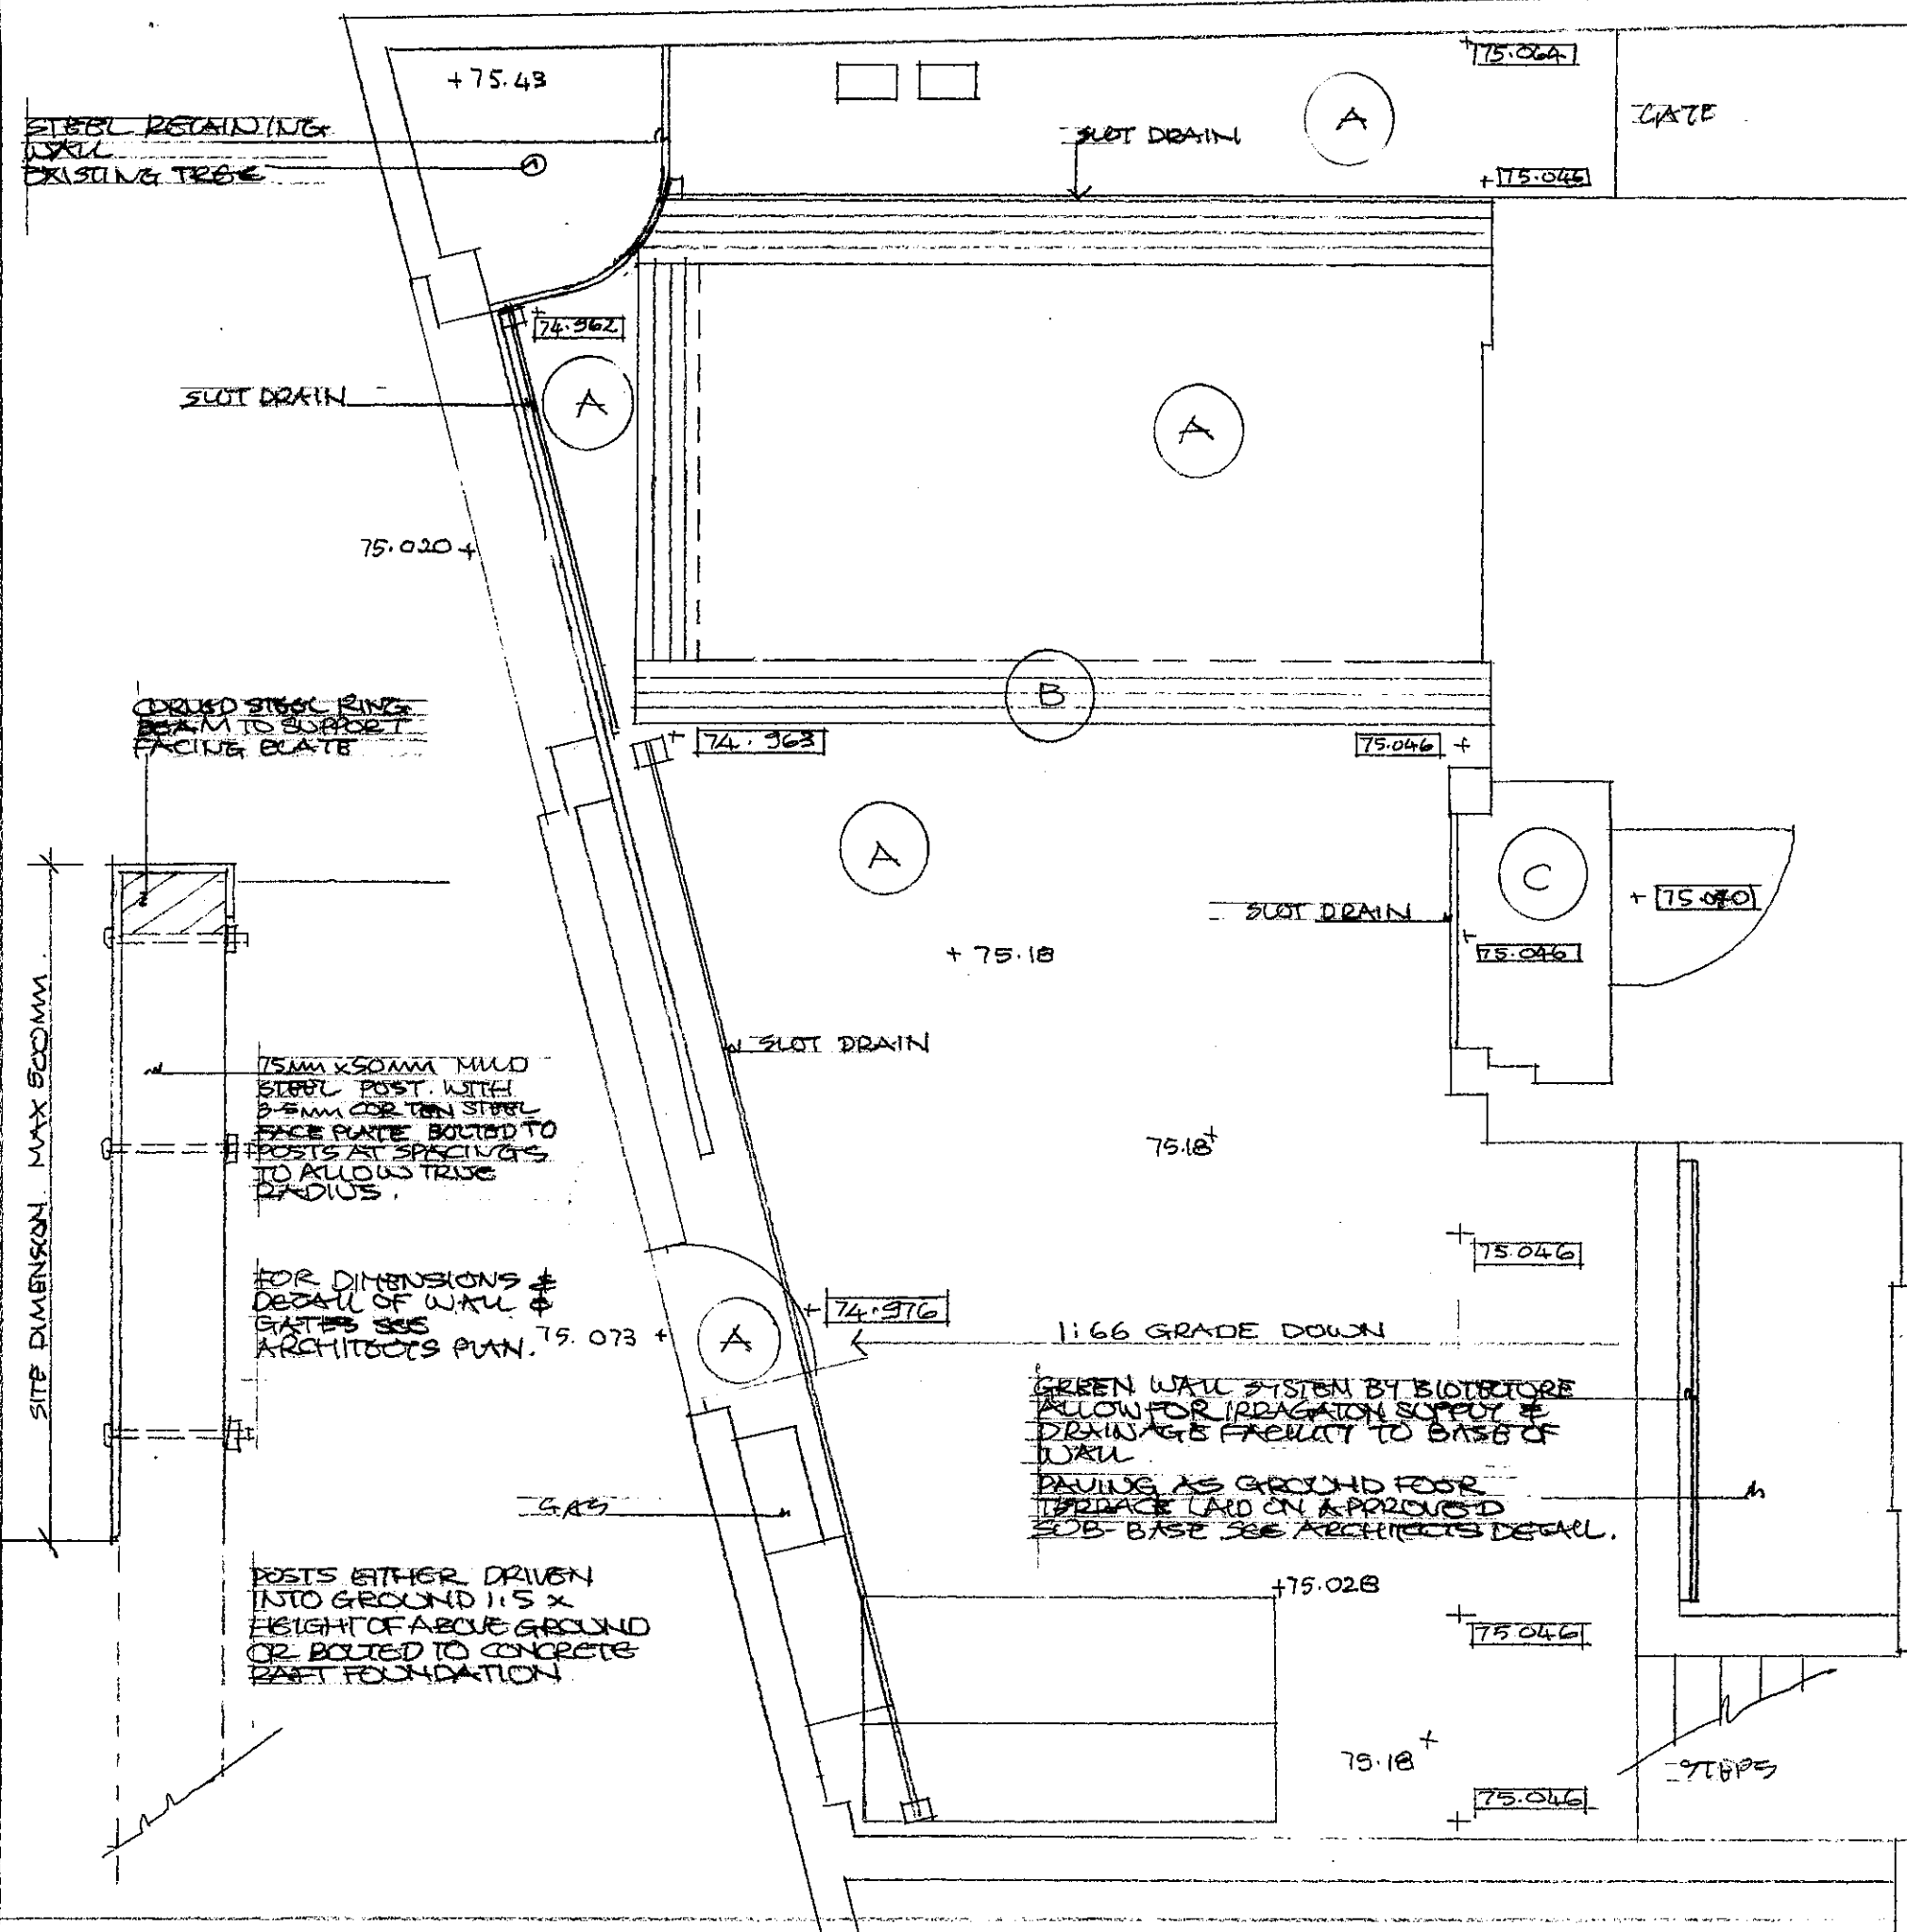 + 75.43
75.064
A
GATE
STEEL RETAINING
WALL
EXISTING TREE
SLOT DRAIN
+ 75.046
74.962
SLOT DRAIN
A
A
75.020 +
CORUED STEEL RING
BEAM TO SUPPORT
FACING PLATE
B
+ 74.963
75.046 +
A
C
SLOT DRAIN
+
+ 75.18
75.046
SITE DIMENSION. MAX 500MM.
75MM X 50MM MILD
STEEL POST. WITH
3-5MM COR TEN STEEL
FACE PLATE BOLTED TO
POSTS AT SPACINGS
TO ALLOW TRUE
RADIUS.
SLOT DRAIN
75.18 +
75.046
FOR DIMENSIONS &
DETAIL OF WALL &
GATES SEE
ARCHITECTS PLAN.
75.073 +
A
+ 74.976
1:66 GRADE DOWN
GREEN WALL SYSTEM BY BIOTECTURE
ALLOW FOR IRRAGATON SUPPLY &
DRAINAGE FACILITY TO BASE OF
WALL
PAVING AS GROUND FOOR
TERRACE LAID ON APPROVED
SUB-BASE SEE ARCHITECTS DETAIL.
GAS
POSTS EITHER DRIVEN
INTO GROUND 1.5 X
HEIGHT OF ABOVE GROUND
OR BOLTED TO CONCRETE
RAFT FOUNDATION
+75.028
75.046
75.18 +
STEPS
75.046